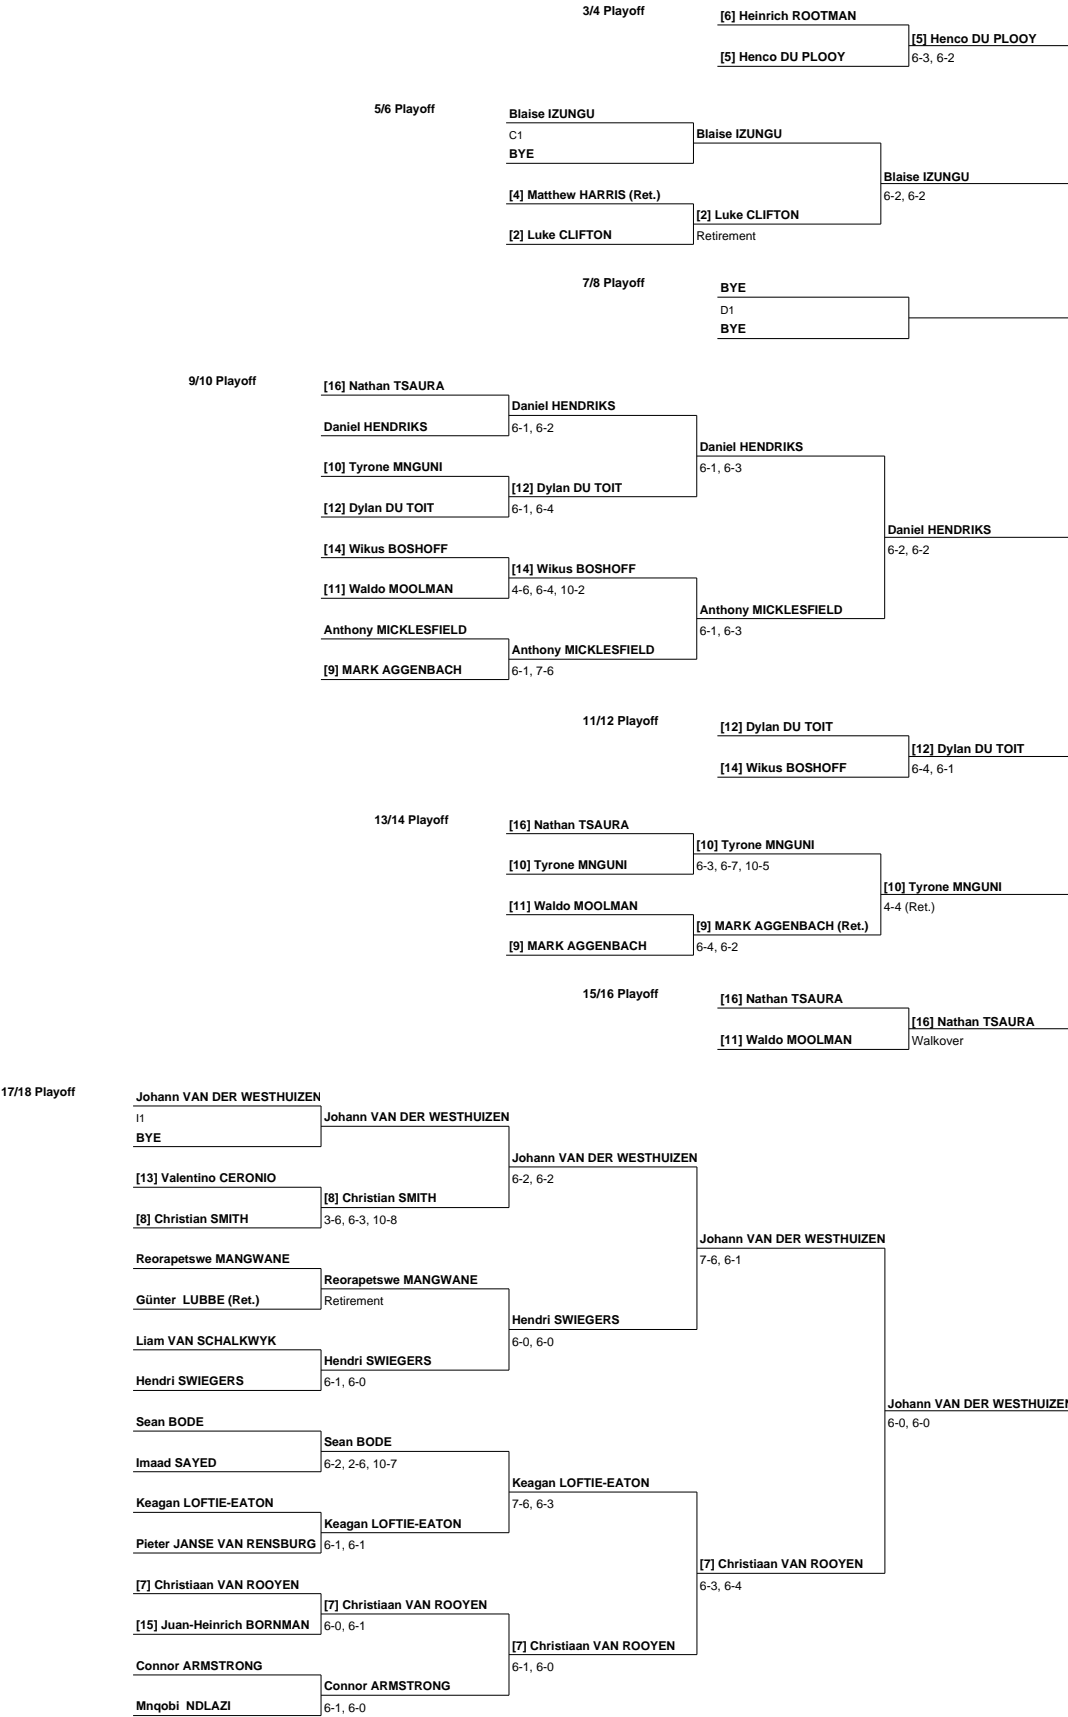 3/4 Playoff
[6] Heinrich ROOTMAN
[5] Henco DU PLOOY
[5] Henco DU PLOOY
6-3, 6-2
5/6 Playoff
Blaise IZUNGU
C1
BYE
Blaise IZUNGU
Blaise IZUNGU
6-2, 6-2
[4] Matthew HARRIS (Ret.)
[2] Luke CLIFTON
[2] Luke CLIFTON
Retirement
7/8 Playoff
BYE
D1
BYE
9/10 Playoff
[16] Nathan TSAURA
Daniel HENDRIKS
Daniel HENDRIKS
6-1, 6-2
Daniel HENDRIKS
6-1, 6-3
[10] Tyrone MNGUNI
[12] Dylan DU TOIT
[12] Dylan DU TOIT
6-1, 6-4
Daniel HENDRIKS
6-2, 6-2
[14] Wikus BOSHOFF
[14] Wikus BOSHOFF
[11] Waldo MOOLMAN
4-6, 6-4, 10-2
Anthony MICKLESFIELD
6-1, 6-3
Anthony MICKLESFIELD
Anthony MICKLESFIELD
[9] MARK AGGENBACH
6-1, 7-6
11/12 Playoff
[12] Dylan DU TOIT
[12] Dylan DU TOIT
[14] Wikus BOSHOFF
6-4, 6-1
13/14 Playoff
[16] Nathan TSAURA
[10] Tyrone MNGUNI
[10] Tyrone MNGUNI
6-3, 6-7, 10-5
[10] Tyrone MNGUNI
4-4 (Ret.)
[11] Waldo MOOLMAN
[9] MARK AGGENBACH (Ret.)
[9] MARK AGGENBACH
6-4, 6-2
15/16 Playoff
[16] Nathan TSAURA
[16] Nathan TSAURA
[11] Waldo MOOLMAN
Walkover
17/18 Playoff
Johann VAN DER WESTHUIZEN
I1
BYE
Johann VAN DER WESTHUIZEN
Johann VAN DER WESTHUIZEN
6-2, 6-2
[13] Valentino CERONIO
[8] Christian SMITH
[8] Christian SMITH
3-6, 6-3, 10-8
Johann VAN DER WESTHUIZEN
7-6, 6-1
Reorapetswe MANGWANE
Reorapetswe MANGWANE
Günter LUBBE (Ret.)
Retirement
Hendri SWIEGERS
6-0, 6-0
Liam VAN SCHALKWYK
Hendri SWIEGERS
Hendri SWIEGERS
6-1, 6-0
Johann VAN DER WESTHUIZEN
6-0, 6-0
Sean BODE
Sean BODE
Imaad SAYED
6-2, 2-6, 10-7
Keagan LOFTIE-EATON
7-6, 6-3
Keagan LOFTIE-EATON
Keagan LOFTIE-EATON
Pieter JANSE VAN RENSBURG
6-1, 6-1
[7] Christiaan VAN ROOYEN
6-3, 6-4
[7] Christiaan VAN ROOYEN
[7] Christiaan VAN ROOYEN
[15] Juan-Heinrich BORNMAN
6-0, 6-1
[7] Christiaan VAN ROOYEN
6-1, 6-0
Connor ARMSTRONG
Connor ARMSTRONG
Mnqobi NDLAZI
6-1, 6-0